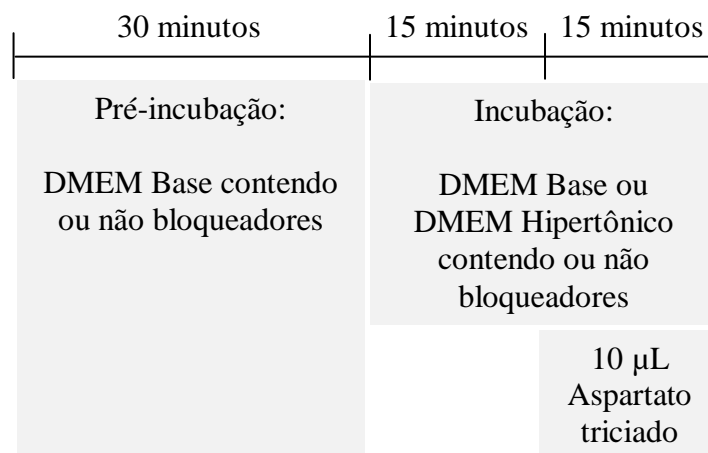 30 minutos
15 minutos
15 minutos
Pré-incubação:
DMEM Base contendo
ou não bloqueadores
Incubação:
DMEM Base ou
DMEM Hipertônico
contendo ou não
bloqueadores
10 µL
Aspartato
triciado